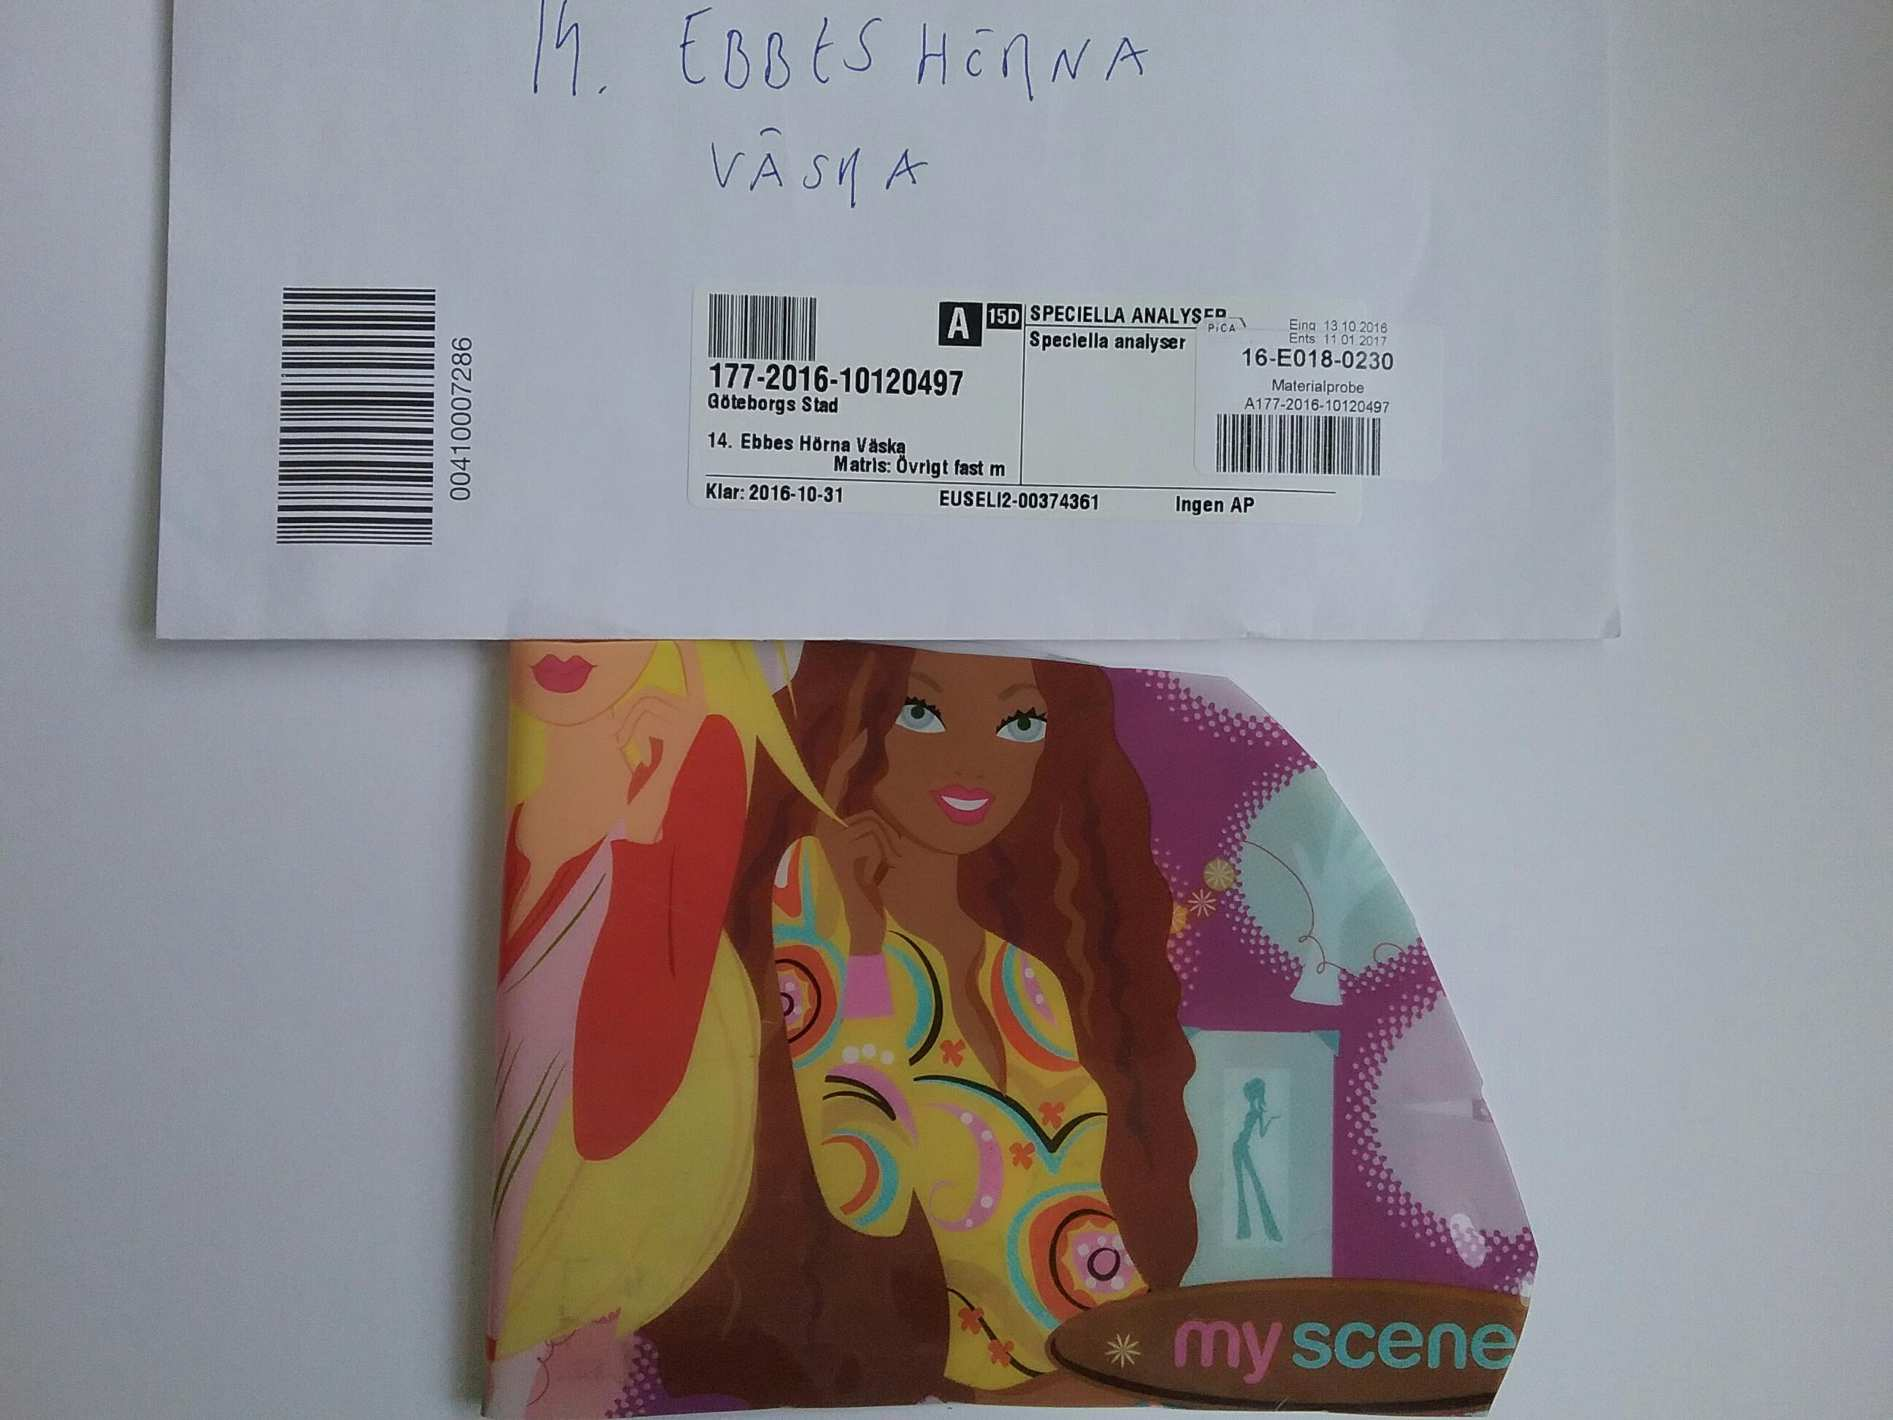 14. EBBES HÖRNA
VÄSKA
00410007286
A 15D SPECIELLA ANALYSER
Speciella analyser
177-2016-10120497
Göteborgs Stad
14. Ebbes Hörna Väska
Matris: Övrigt fast m
Klar: 2016-10-31 EUSELI2-00374361 Ingen AP
PiCA
Eing 13.10.2016
Ents 11.01.2017
16-E018-0230
Materialprobe
A177-2016-10120497
my scene